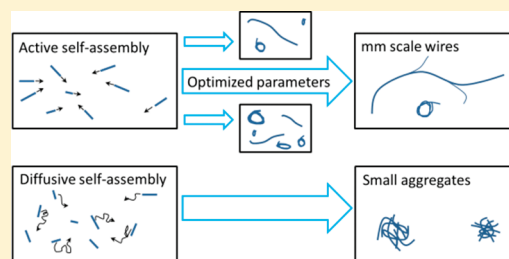 Active self-assembly
Optimized parameters
mm scale wires
Diffusive self-assembly
Small aggregates